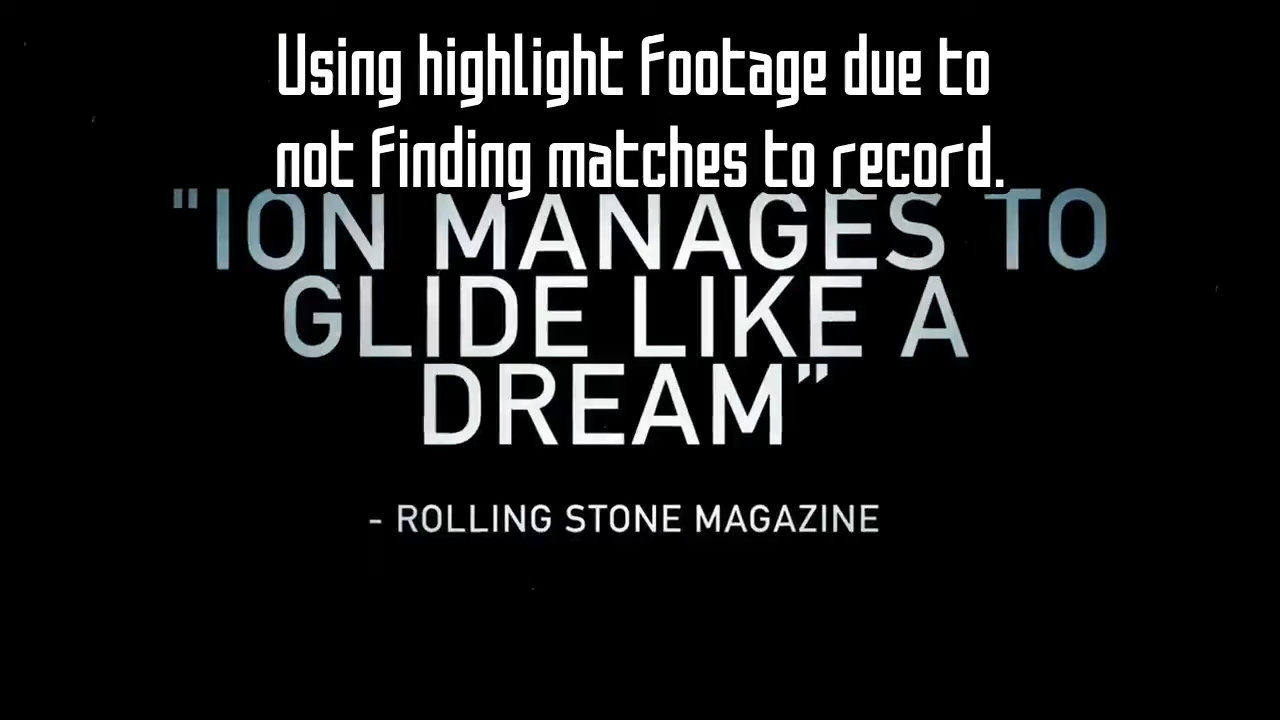 Using highlight footage due to
not finding matches to record.
"ION MANAGES TO
GLIDE LIKE A
DREAM”
- ROLLING STONE MAGAZINE